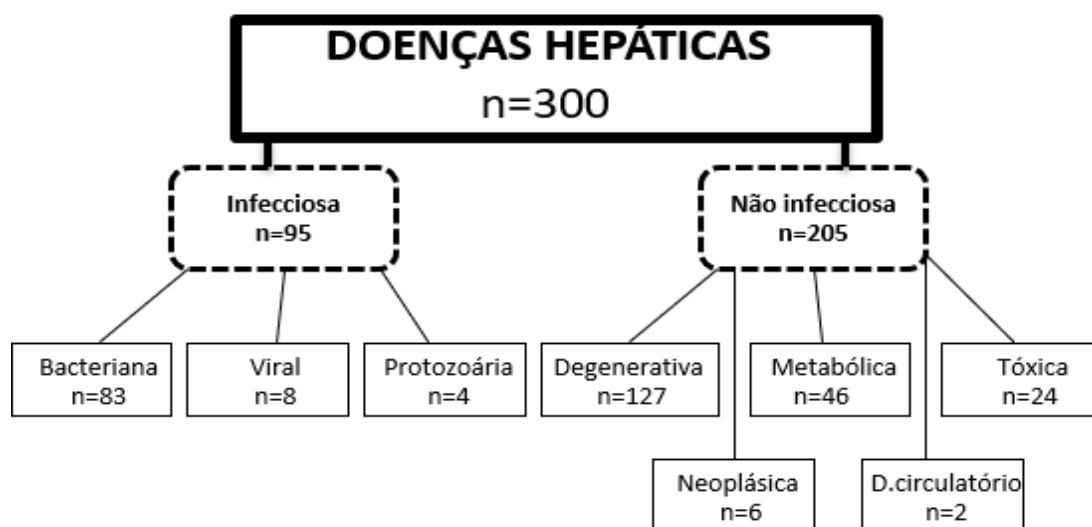 DOENÇAS HEPÁTICAS
n=300
Infecciosa
n=95
Não infecciosa
n=205
Bacteriana
n=83
Viral
n=8
Protozoária
n=4
Degenerativa
n=127
Metabólica
n=46
Tóxica
n=24
Neoplásica
n=6
D.circulatório
n=2